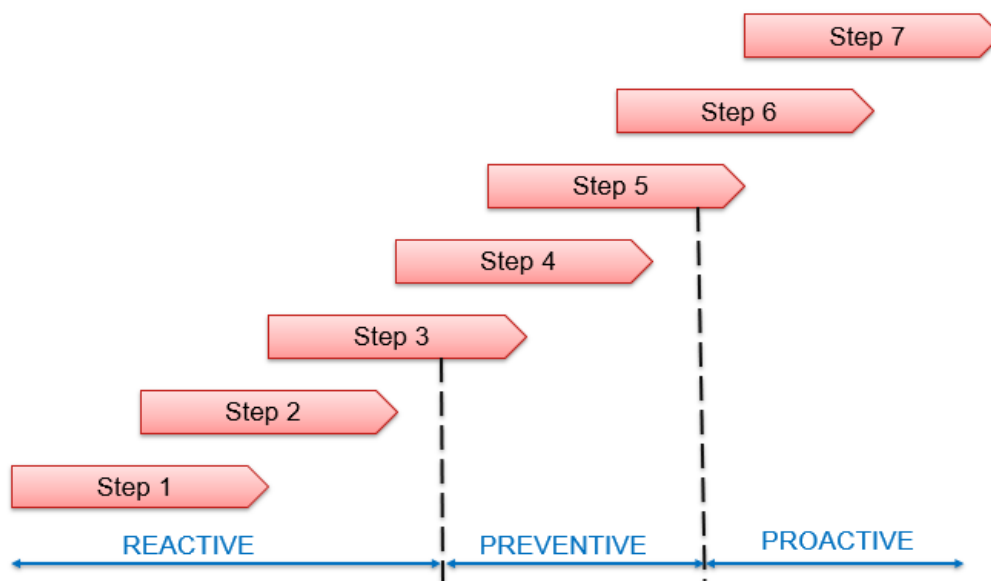 Step 7
Step 6
Step 5
Step 4
Step 3
Step 2
Step 1
REACTIVE
PREVENTIVE
PROACTIVE